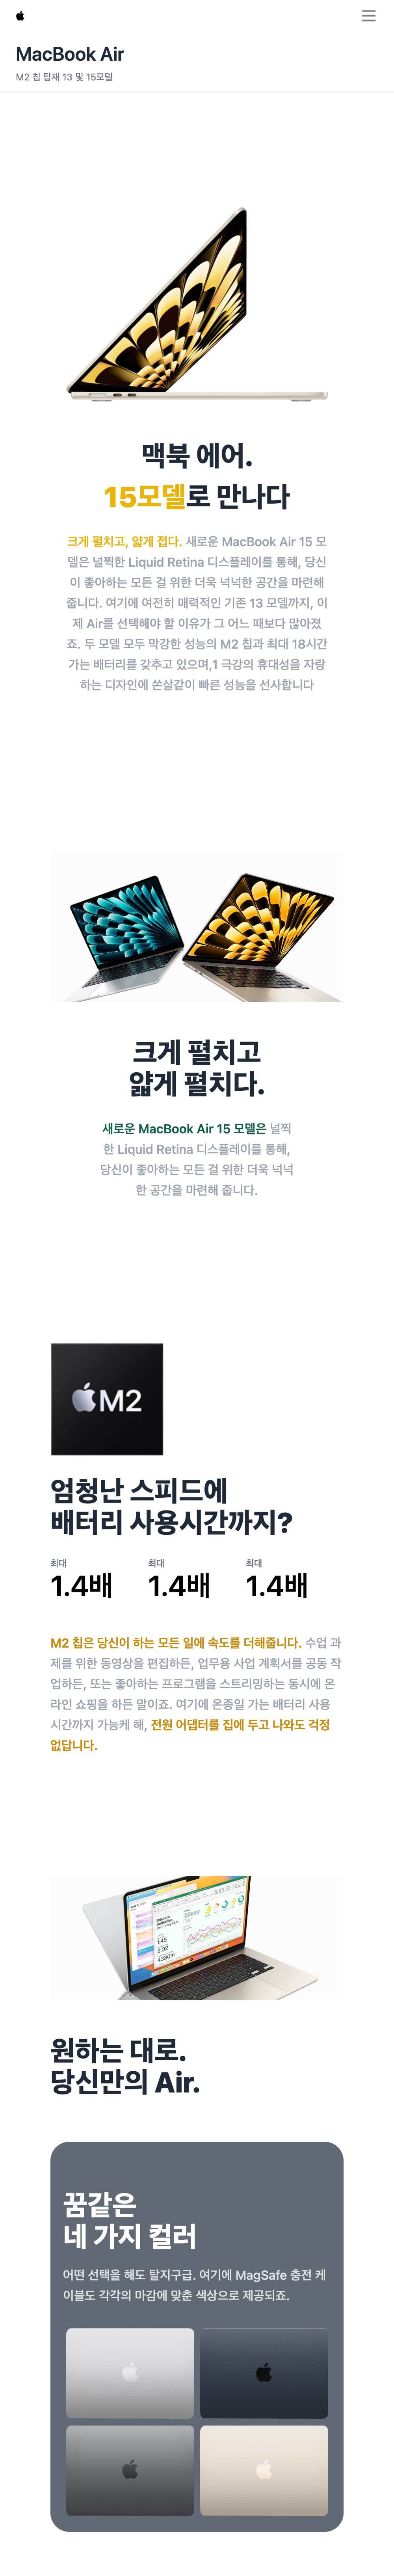 MacBook Air
M2 칩 탑재 13 및 15모델
맥북 에어.
15모델로 만나다
크게 펼치고, 얇게 접다. 새로운 MacBook Air 15 모
델은 널찍한 Liquid Retina 디스플레이를 통해, 당신
이 좋아하는 모든 걸 위한 더욱 넉넉한 공간을 마련해
줍니다. 여기에 여전히 매력적인 기존 13 모델까지, 이
제 Air를 선택해야 할 이유가 그 어느 때보다 많아졌
죠. 두 모델 모두 막강한 성능의 M2 칩과 최대 18시간
가는 배터리를 갖추고 있으며,1 극강의 휴대성을 자랑
하는 디자인에 쏜살같이 빠른 성능을 선사합니다
크게 펼치고
얇게 펼치다.
새로운 MacBook Air 15 모델은 널찍
한 Liquid Retina 디스플레이를 통해,
당신이 좋아하는 모든 걸 위한 더욱 넉넉
한 공간을 마련해 줍니다.
M2
엄청난 스피드에
배터리 사용시간까지?
최대 최대 최대
1.4배 1.4배 1.4배
M2 칩은 당신이 하는 모든 일에 속도를 더해줍니다. 수업 과
제를 위한 동영상을 편집하든, 업무용 사업 계획서를 공동 작
업하든, 또는 좋아하는 프로그램을 스트리밍하는 동시에 온
라인 쇼핑을 하든 말이죠. 여기에 온종일 가는 배터리 사용
시간까지 가능케 해, 전원 어댑터를 집에 두고 나와도 걱정
없답니다.
1:45
2:02
4330m
원하는 대로.
당신만의 Air.
꿈같은
네 가지 컬러
어떤 선택을 해도 탈지구급. 여기에 MagSafe 충전 케
이블도 각각의 마감에 맞춘 색상으로 제공되죠.